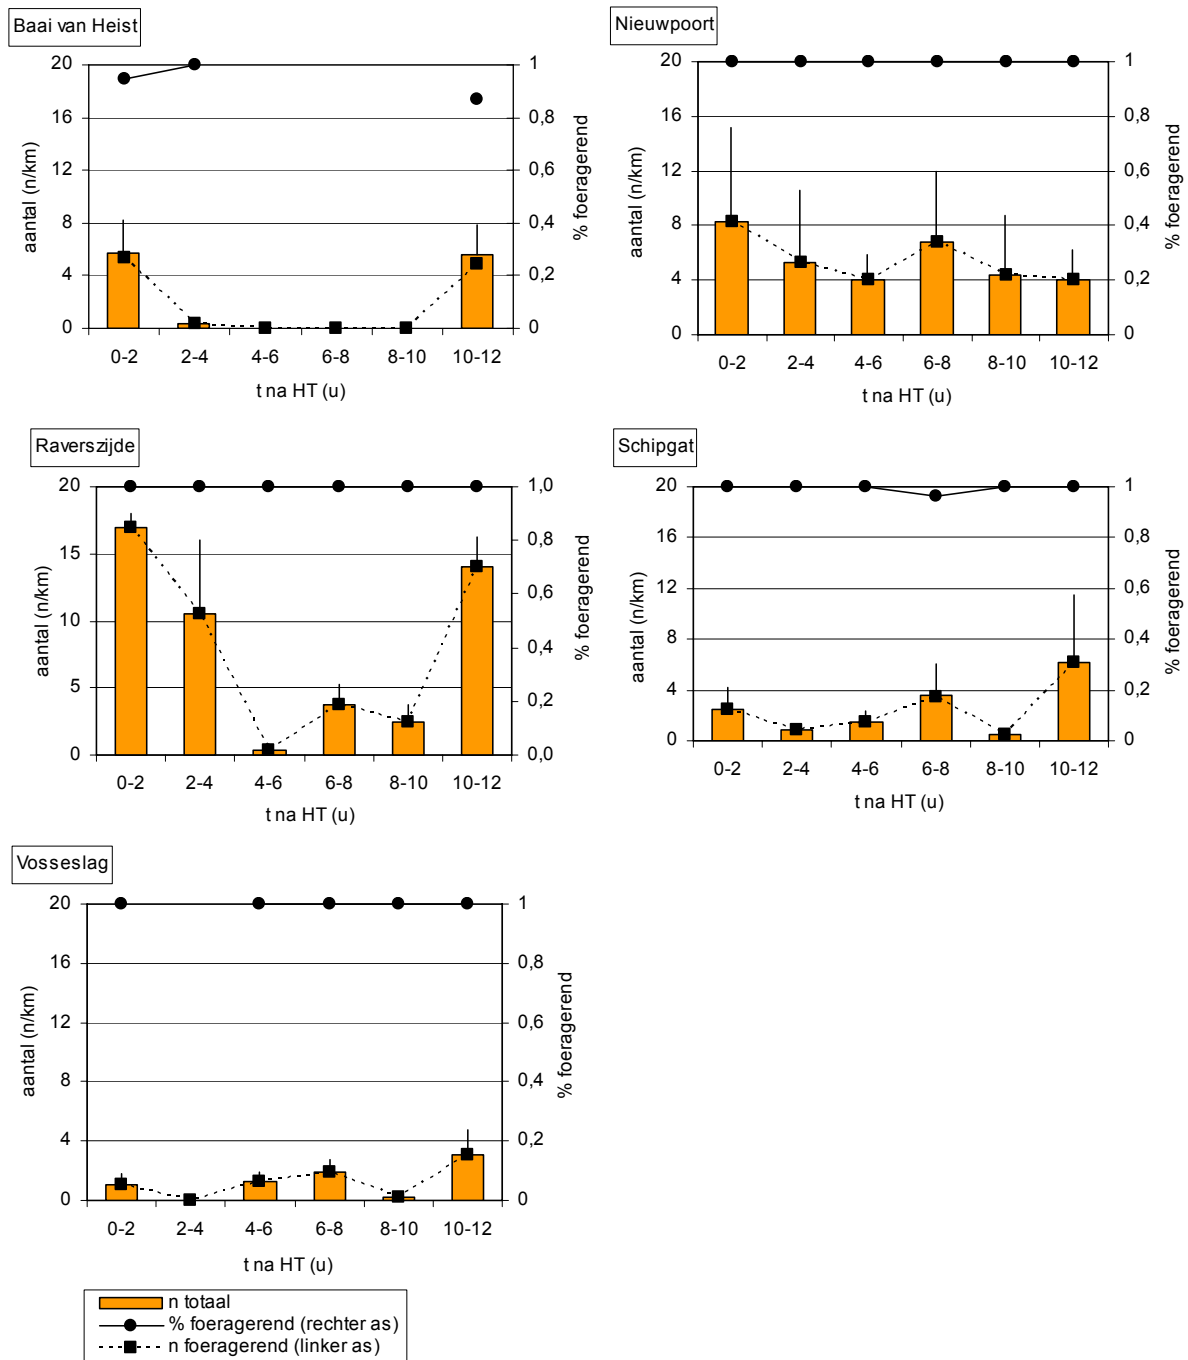 Baai van Heist
20
16
12
8
4
0
1
0,8
0,6
0,4
0,2
0
aantal (n/km)
% foeragerend
0-2 2-4 4-6 6-8 8-10 10-12
t na HT (u)
Nieuwpoort
20
16
12
8
4
0
1
0,8
0,6
0,4
0,2
0
aantal (n/km)
% foeragerend
0-2 2-4 4-6 6-8 8-10 10-12
t na HT (u)
Raverszijde
20
15
10
5
0
1,0
0,8
0,6
0,4
0,2
0,0
aantal (n/km)
% foeragerend
0-2 2-4 4-6 6-8 8-10 10-12
t na HT (u)
Schipgat
20
16
12
8
4
0
1
0,8
0,6
0,4
0,2
0
aantal (n/km)
% foeragerend
0-2 2-4 4-6 6-8 8-10 10-12
t na HT (u)
Vosseslag
20
16
12
8
4
0
1
0,8
0,6
0,4
0,2
0
aantal (n/km)
% foeragerend
0-2 2-4 4-6 6-8 8-10 10-12
t na HT (u)
n totaal
% foeragerend (rechter as)
n foeragerend (linker as)